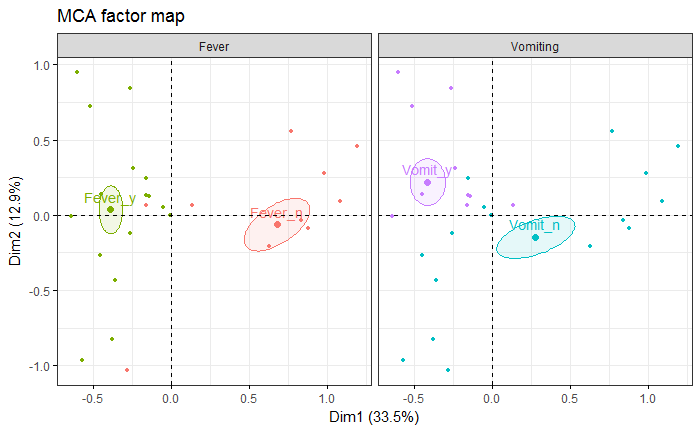 MCA factor map
Fever Vomiting
1.0
0.5
0.0
-0.5
-1.0
Dim2 (12.9%)
Fever_y
Fever_n
Vomit_y
Vomit_n
-0.5 0.0 0.5 1.0 -0.5 0.0 0.5 1.0
Dim1 (33.5%)